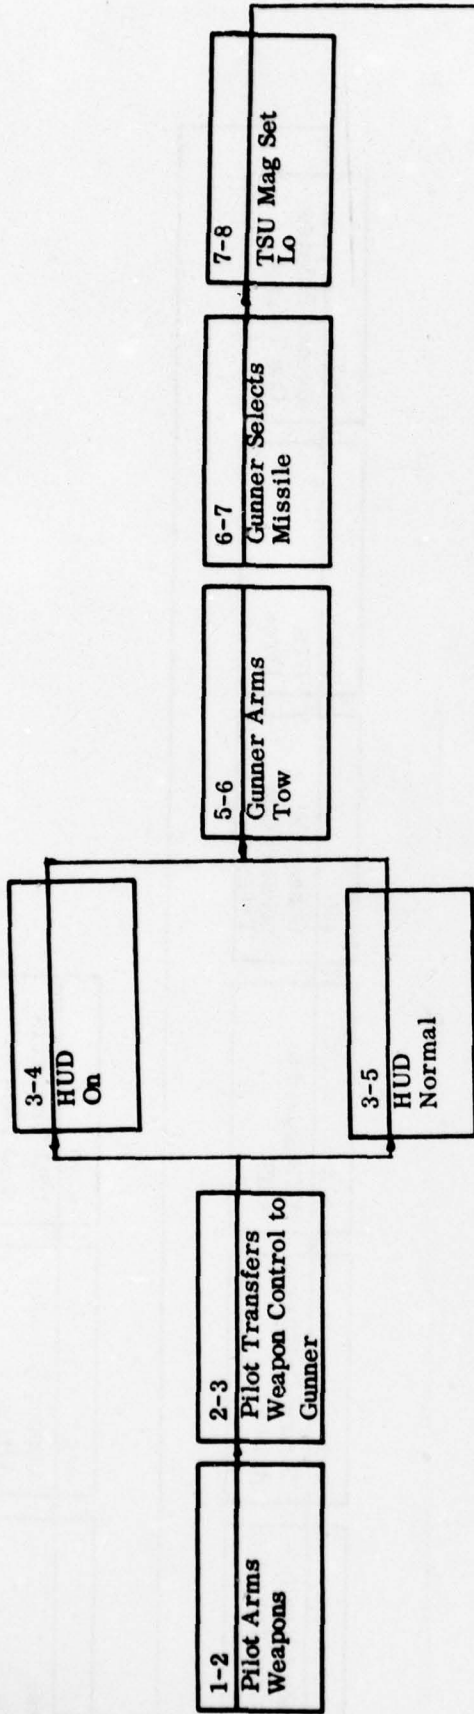 1-2
Pilot Arms
Weapons
2-3
Pilot Transfers
Weapon Control to
Gunner
3-4
HUD
On
3-5
HUD
Normal
5-6
Gunner Arms
Tow
6-7
Gunner Selects
Missile
7-8
TSU Mag Set
Lo